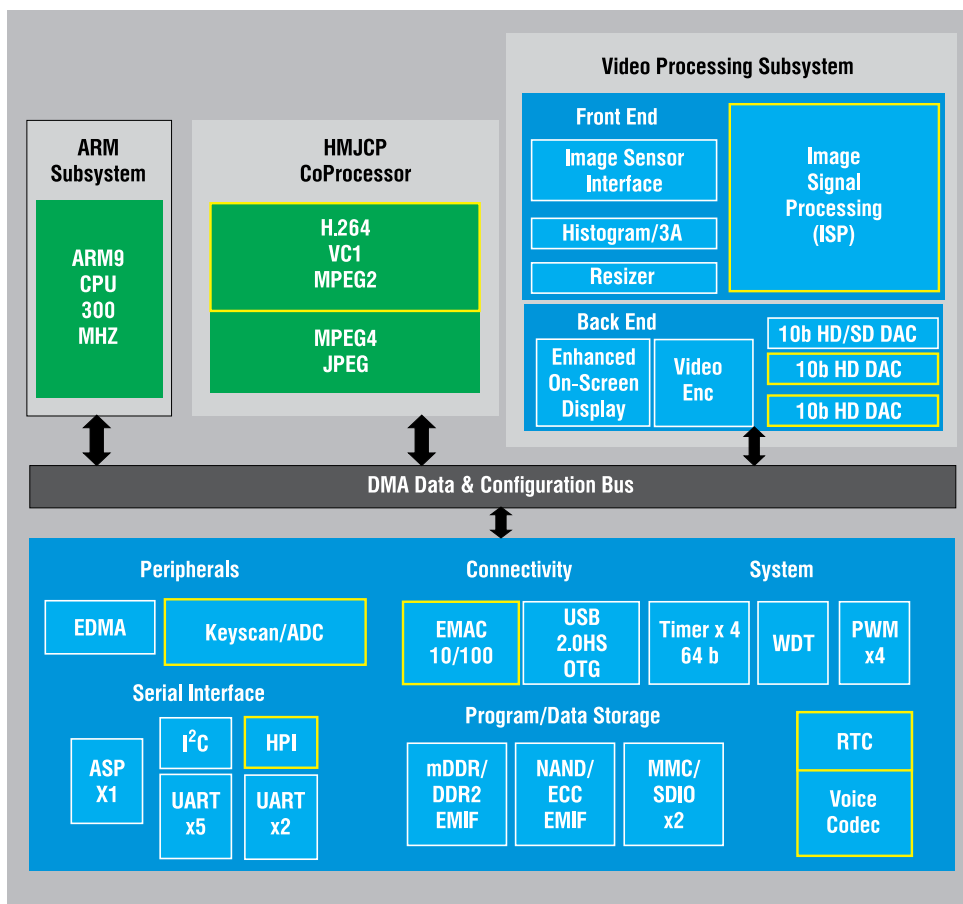 Video Processing Subsystem
ARM
Subsystem
ARM9
CPU
300
MHZ
HMJCP
CoProcessor
H.264
VC1
MPEG2
MPEG4
JPEG
Front End
Image Sensor
Interface
Histogram/3A
Resizer
Image
Signal
Processing
(ISP)
Back End
Enhanced
On-Screen
Display
Video
Enc
10b HD/SD DAC
10b HD DAC
10b HD DAC
DMA Data & Configuration Bus
Peripherals
EDMA
Keyscan/ADC
Serial Interface
ASP
X1
I²C
HPI
UART
x5
UART
x2
Connectivity
EMAC
10/100
USB
2.0HS
OTG
System
Timer x 4
64 b
WDT
PWM
x4
Program/Data Storage
mDDR/
DDR2
EMIF
NAND/
ECC
EMIF
MMC/
SDIO
x2
RTC
Voice
Codec